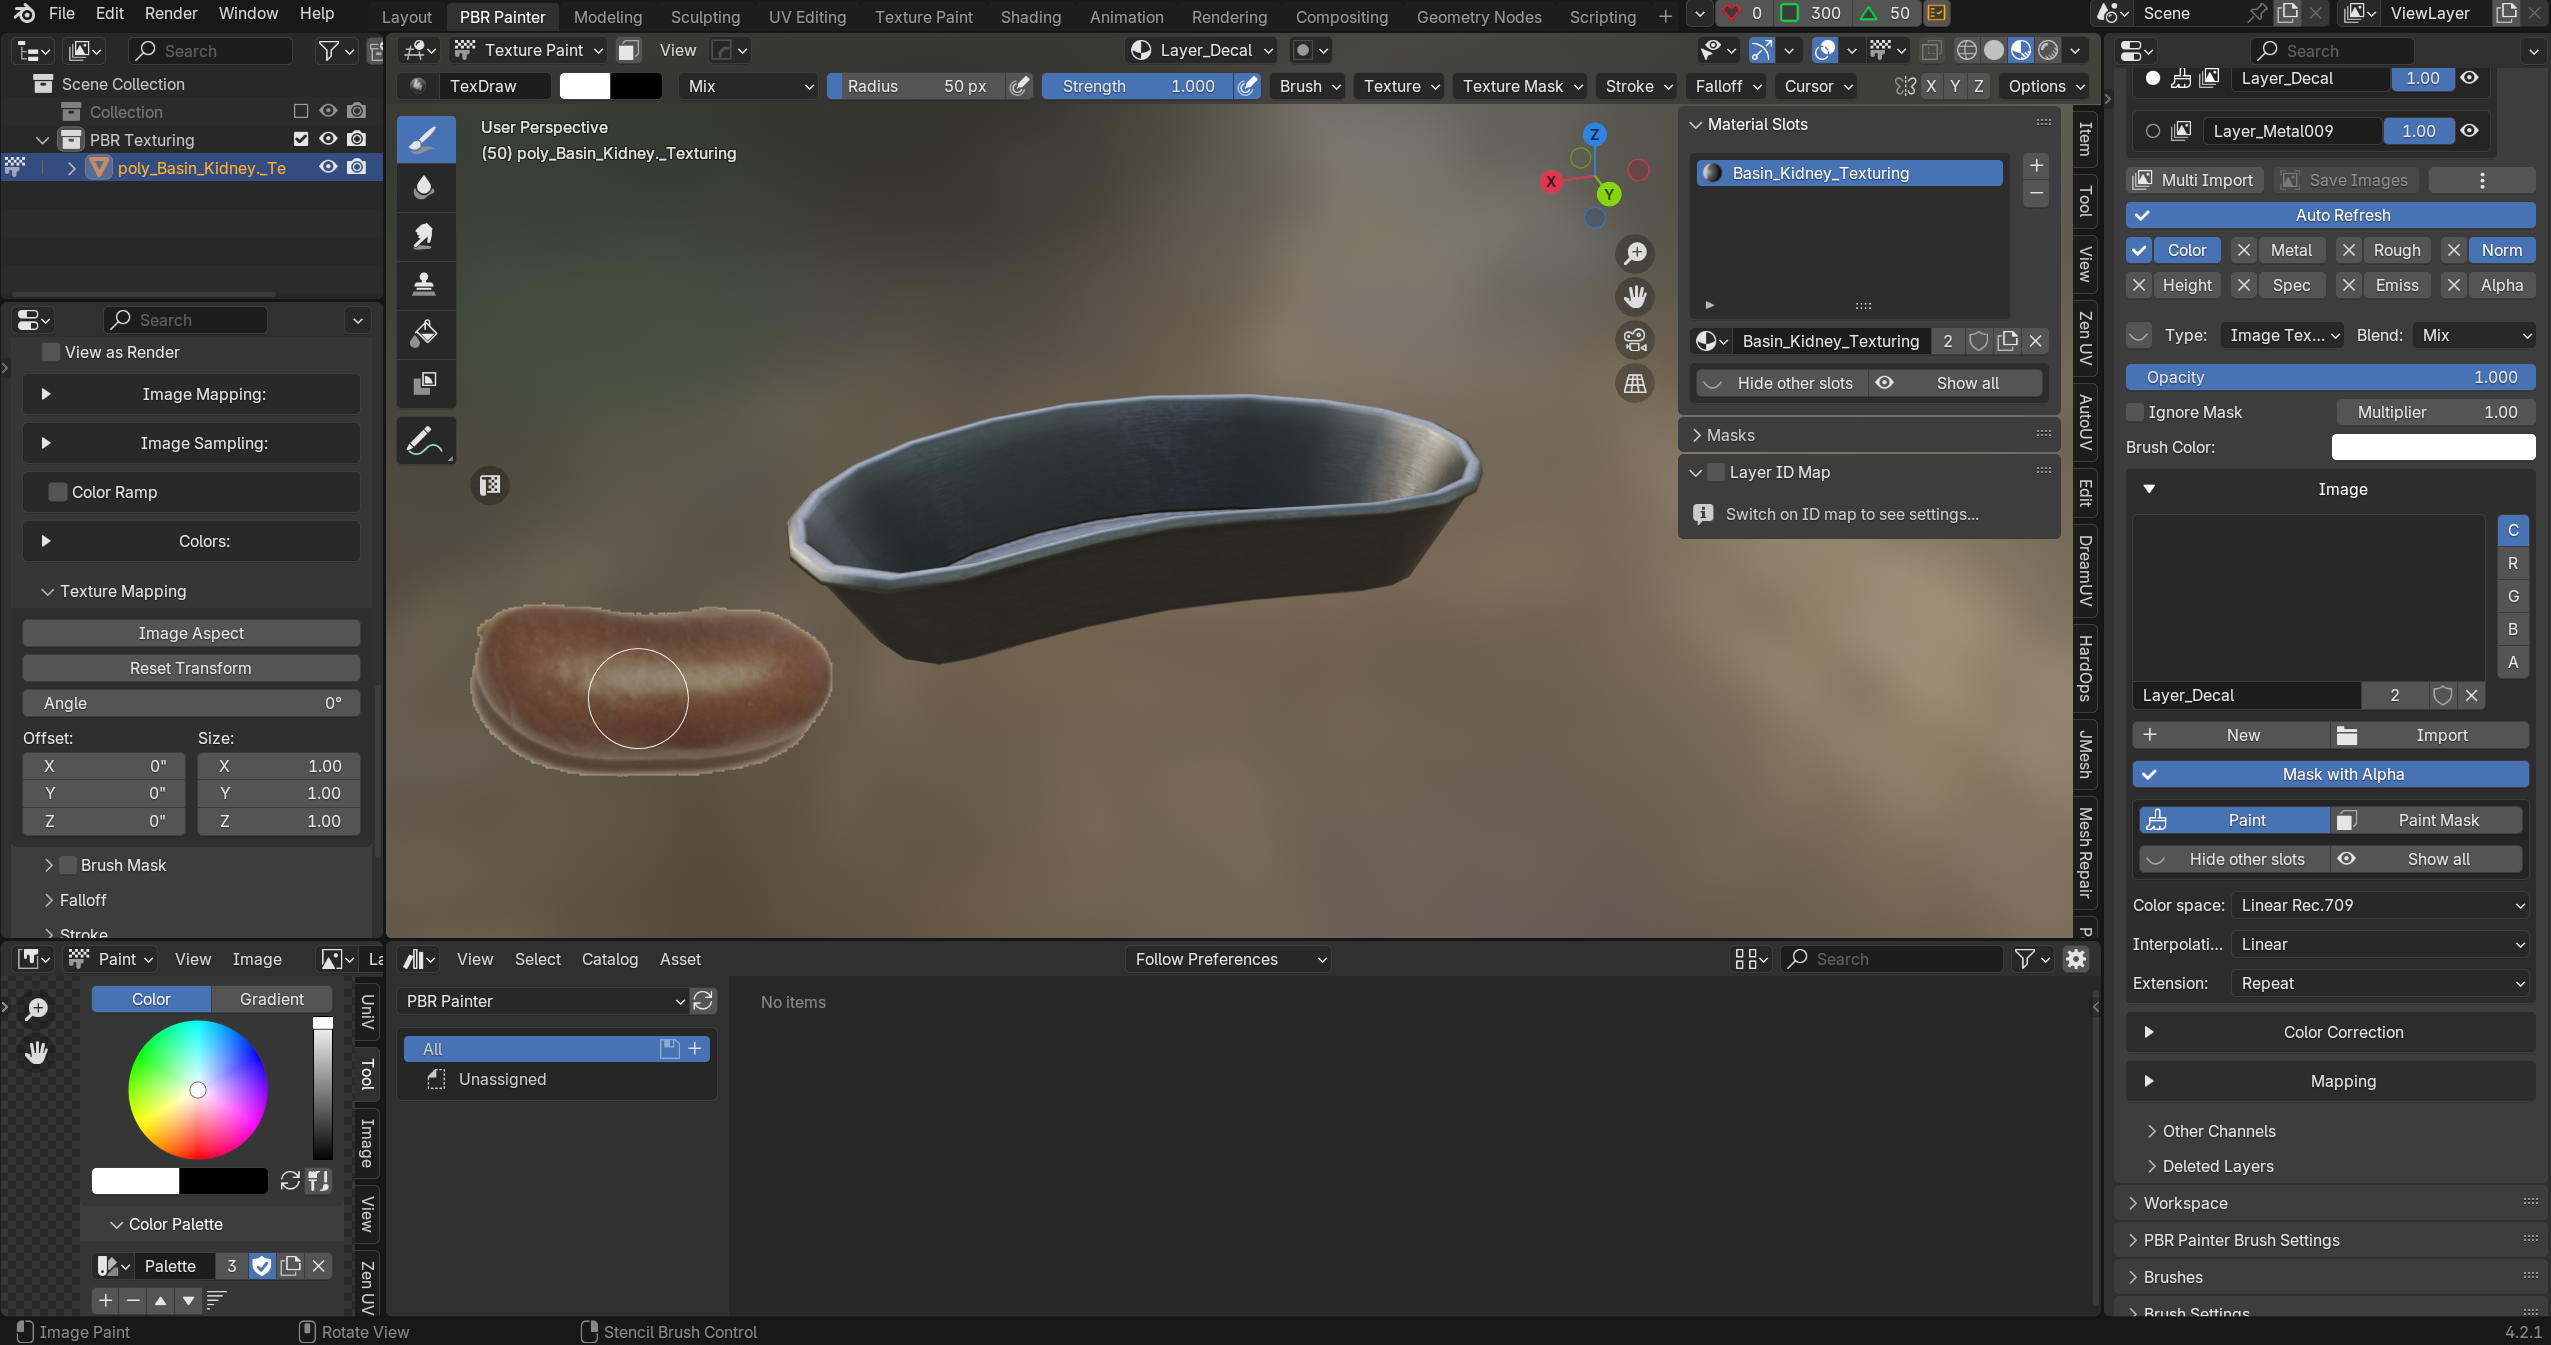 File Edit Render Window Help
Layout PBR Painter Modeling Sculpting UV Editing Texture Paint Shading Animation Rendering Compositing Geometry Nodes Scripting
0 300 50
Scene
ViewLayer
Search
Scene Collection
Collection
PBR Texturing
poly_Basin_Kidney._Te
Search
View as Render
Image Mapping:
Image Sampling:
Color Ramp
Colors:
Texture Mapping
Image Aspect
Reset Transform
Angle 0°
Offset: Size:
X 0" X 1.00
Y 0" Y 1.00
Z 0" Z 1.00
Brush Mask
Falloff
Stroke
Texture Paint View Layer_Decal
TexDraw Mix Radius 50 px Strength 1.000 Brush Texture Texture Mask Stroke Falloff Cursor X Y Z Options
User Perspective
(50) poly_Basin_Kidney._Texturing
Z
X
Y
Material Slots
Basin_Kidney_Texturing
Basin_Kidney_Texturing 2
Hide other slots Show all
Masks
Layer ID Map
Switch on ID map to see settings...
Item
Tool
View
Zen UV
AutoUV
Edit
DreamUV
HardOps
JMesh
Mesh Repair
Search
Layer_Decal 1.00
Layer_Metal009 1.00
Multi Import Save Images
Auto Refresh
Color Metal Rough Norm
Height Spec Emiss Alpha
Type: Image Tex... Blend: Mix
Opacity 1.000
Ignore Mask Multiplier 1.00
Brush Color:
Image
C
R
G
B
A
Layer_Decal 2
New Import
Mask with Alpha
Paint Paint Mask
Hide other slots Show all
Color space: Linear Rec.709
Interpolati... Linear
Extension: Repeat
Color Correction
Mapping
Other Channels
Deleted Layers
Workspace
PBR Painter Brush Settings
Brushes
Brush Settings
Paint View Image La
Color Gradient
Color Palette
Palette 3
UniV
Tool
Image
View
Zen UV
View Select Catalog Asset Follow Preferences Search
PBR Painter
No items
All
Unassigned
Image Paint Rotate View Stencil Brush Control 4.2.1